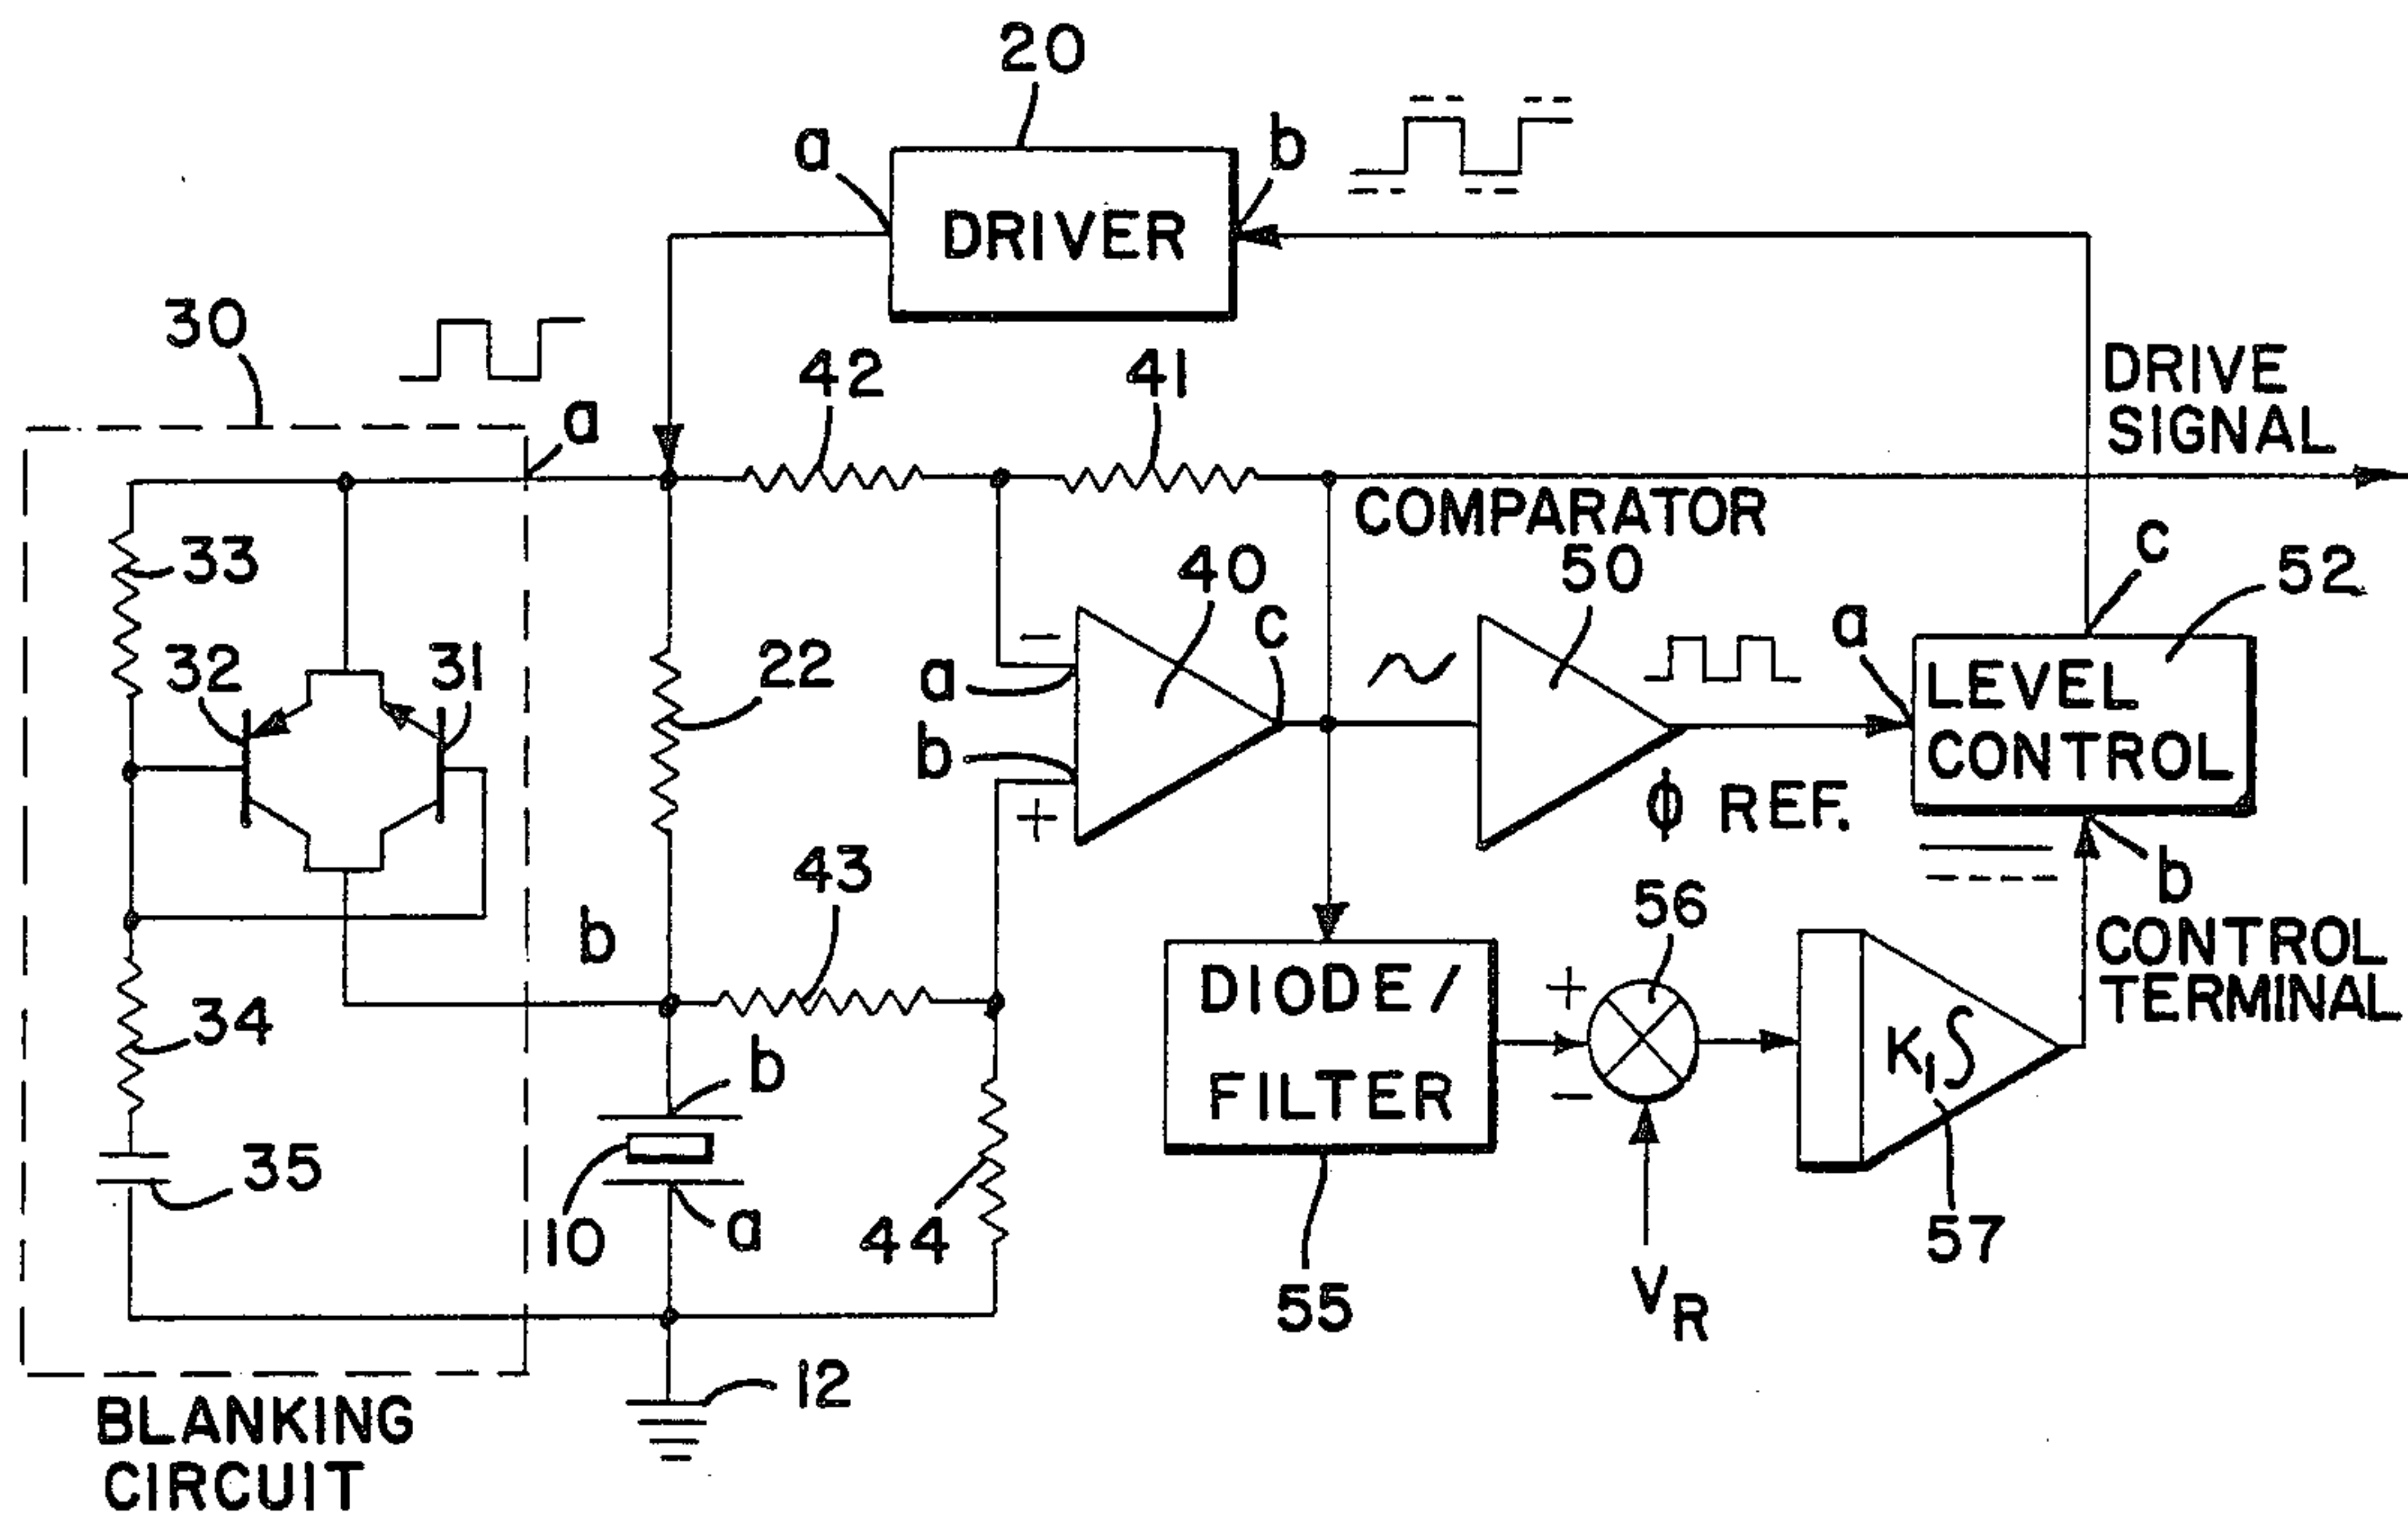 20
a
b
DRIVER
30
42
41
DRIVE
SIGNAL
a
COMPARATOR
33
40
50
c
52
c
a
32
31
22
−
a
LEVEL
CONTROL
b
+
ϕ REF.
43
b
56
b
CONTROL
TERMINAL
DIODE/
FILTER
+
−
K₁∫
34
b
35
10
a
44
57
55
V_R
12
BLANKING
CIRCUIT